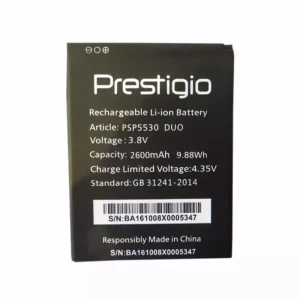 Prestigio
Rechargeable Li-ion Battery
Article: PSP5530 DUO
Voltage : 3.8V
Capacity: 2600mAh 9.88Wh
Charge Limited Voltage:4.35V
Standard:GB 31241-2014
S/N:BA161008X0005347
Responsibly Made in China
S/N:BA161008X0005347